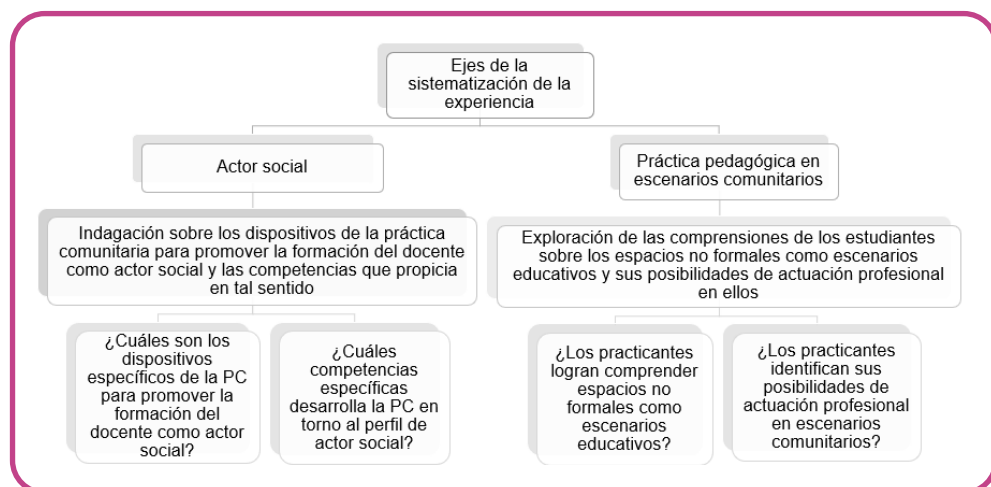 Ejes de la
sistematización de la
experiencia
Actor social
Práctica pedagógica en
escenarios comunitarios
Indagación sobre los dispositivos de la práctica
comunitaria para promover la formación del docente
como actor social y las competencias que propicia
en tal sentido
Exploración de las comprensiones de los estudiantes
sobre los espacios no formales como escenarios
educativos y sus posibilidades de actuación profesional
en ellos
¿Cuáles son los
dispositivos
específicos de la PC
para promover la
formación del
docente como actor
social?
¿Cuáles
competencias
específicas
desarrolla la PC en
torno al perfil de
actor social?
¿Los practicantes
logran comprender
espacios no
formales como
escenarios
educativos?
¿Los practicantes
identifican sus
posibilidades de
actuación profesional
en escenarios
comunitarios?